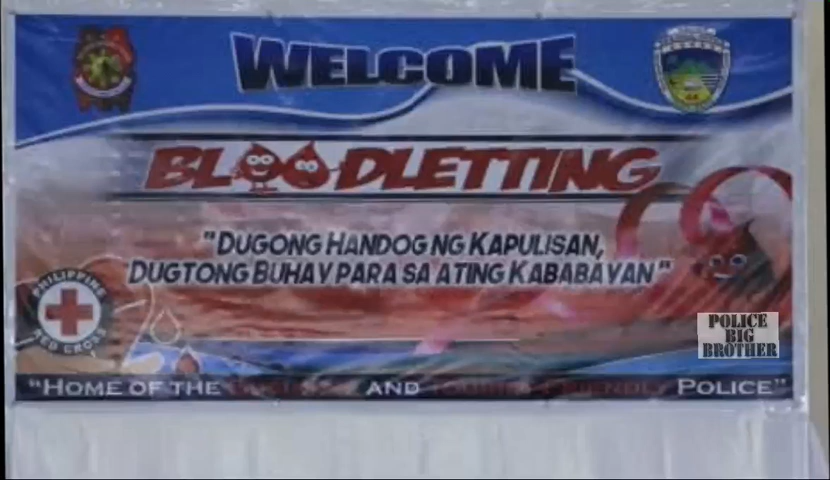 WELCOME
BLOODLETTING
"DUGONG HANDOG NG KAPULISAN,
DUGTONG BUHAY PARA SA ATING KABABAYAN"
PHILIPPINE
RED CROSS
POLICE
BIG
BROTHER
"HOME OF THE AND FRIENDLY POLICE"